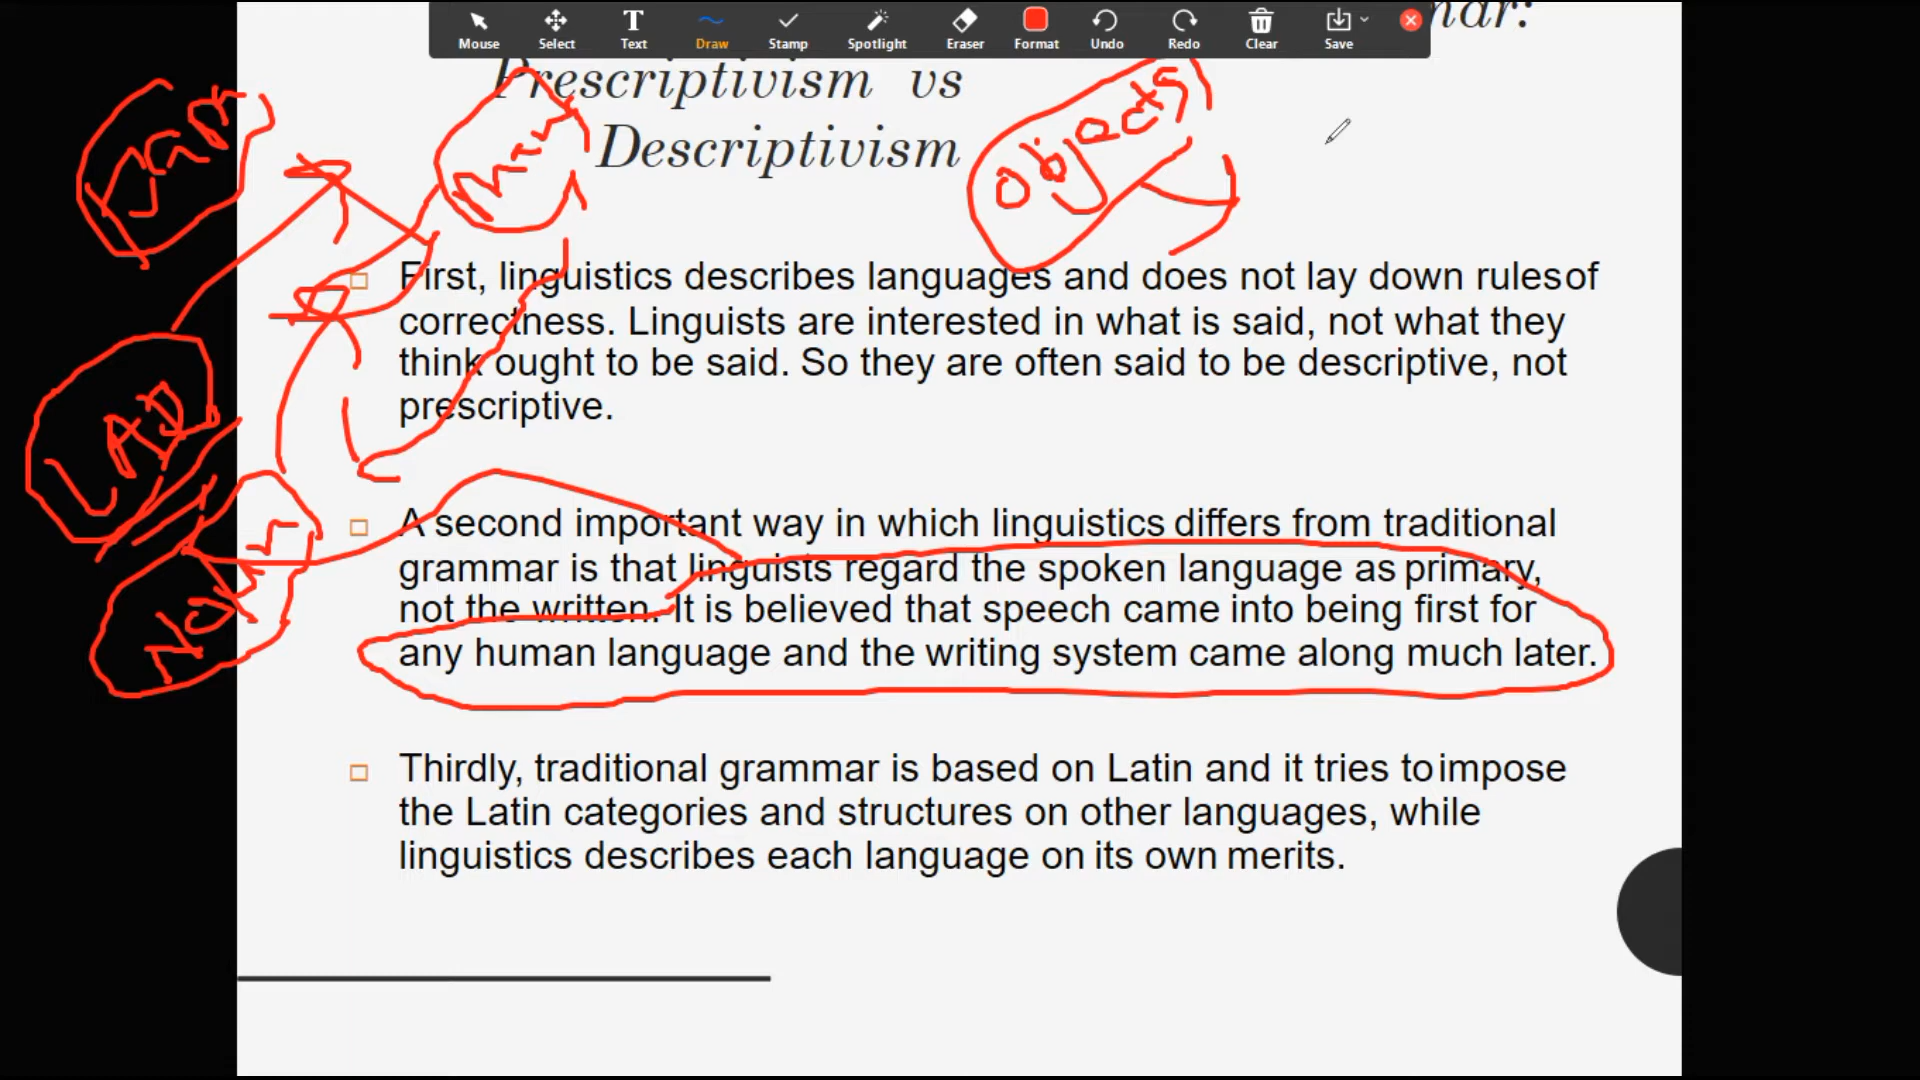 Mouse Select Text Draw Stamp Spotlight Eraser Format Undo Redo Clear Save
Prescriptivism vs
Descriptivism
Objects
LAD
First, linguistics describes languages and does not lay down rules of
correctness. Linguists are interested in what is said, not what they
think ought to be said. So they are often said to be descriptive, not
prescriptive.
A second important way in which linguistics differs from traditional
grammar is that linguists regard the spoken language as primary,
not the written. It is believed that speech came into being first for
any human language and the writing system came along much later.
Thirdly, traditional grammar is based on Latin and it tries to impose
the Latin categories and structures on other languages, while
linguistics describes each language on its own merits.